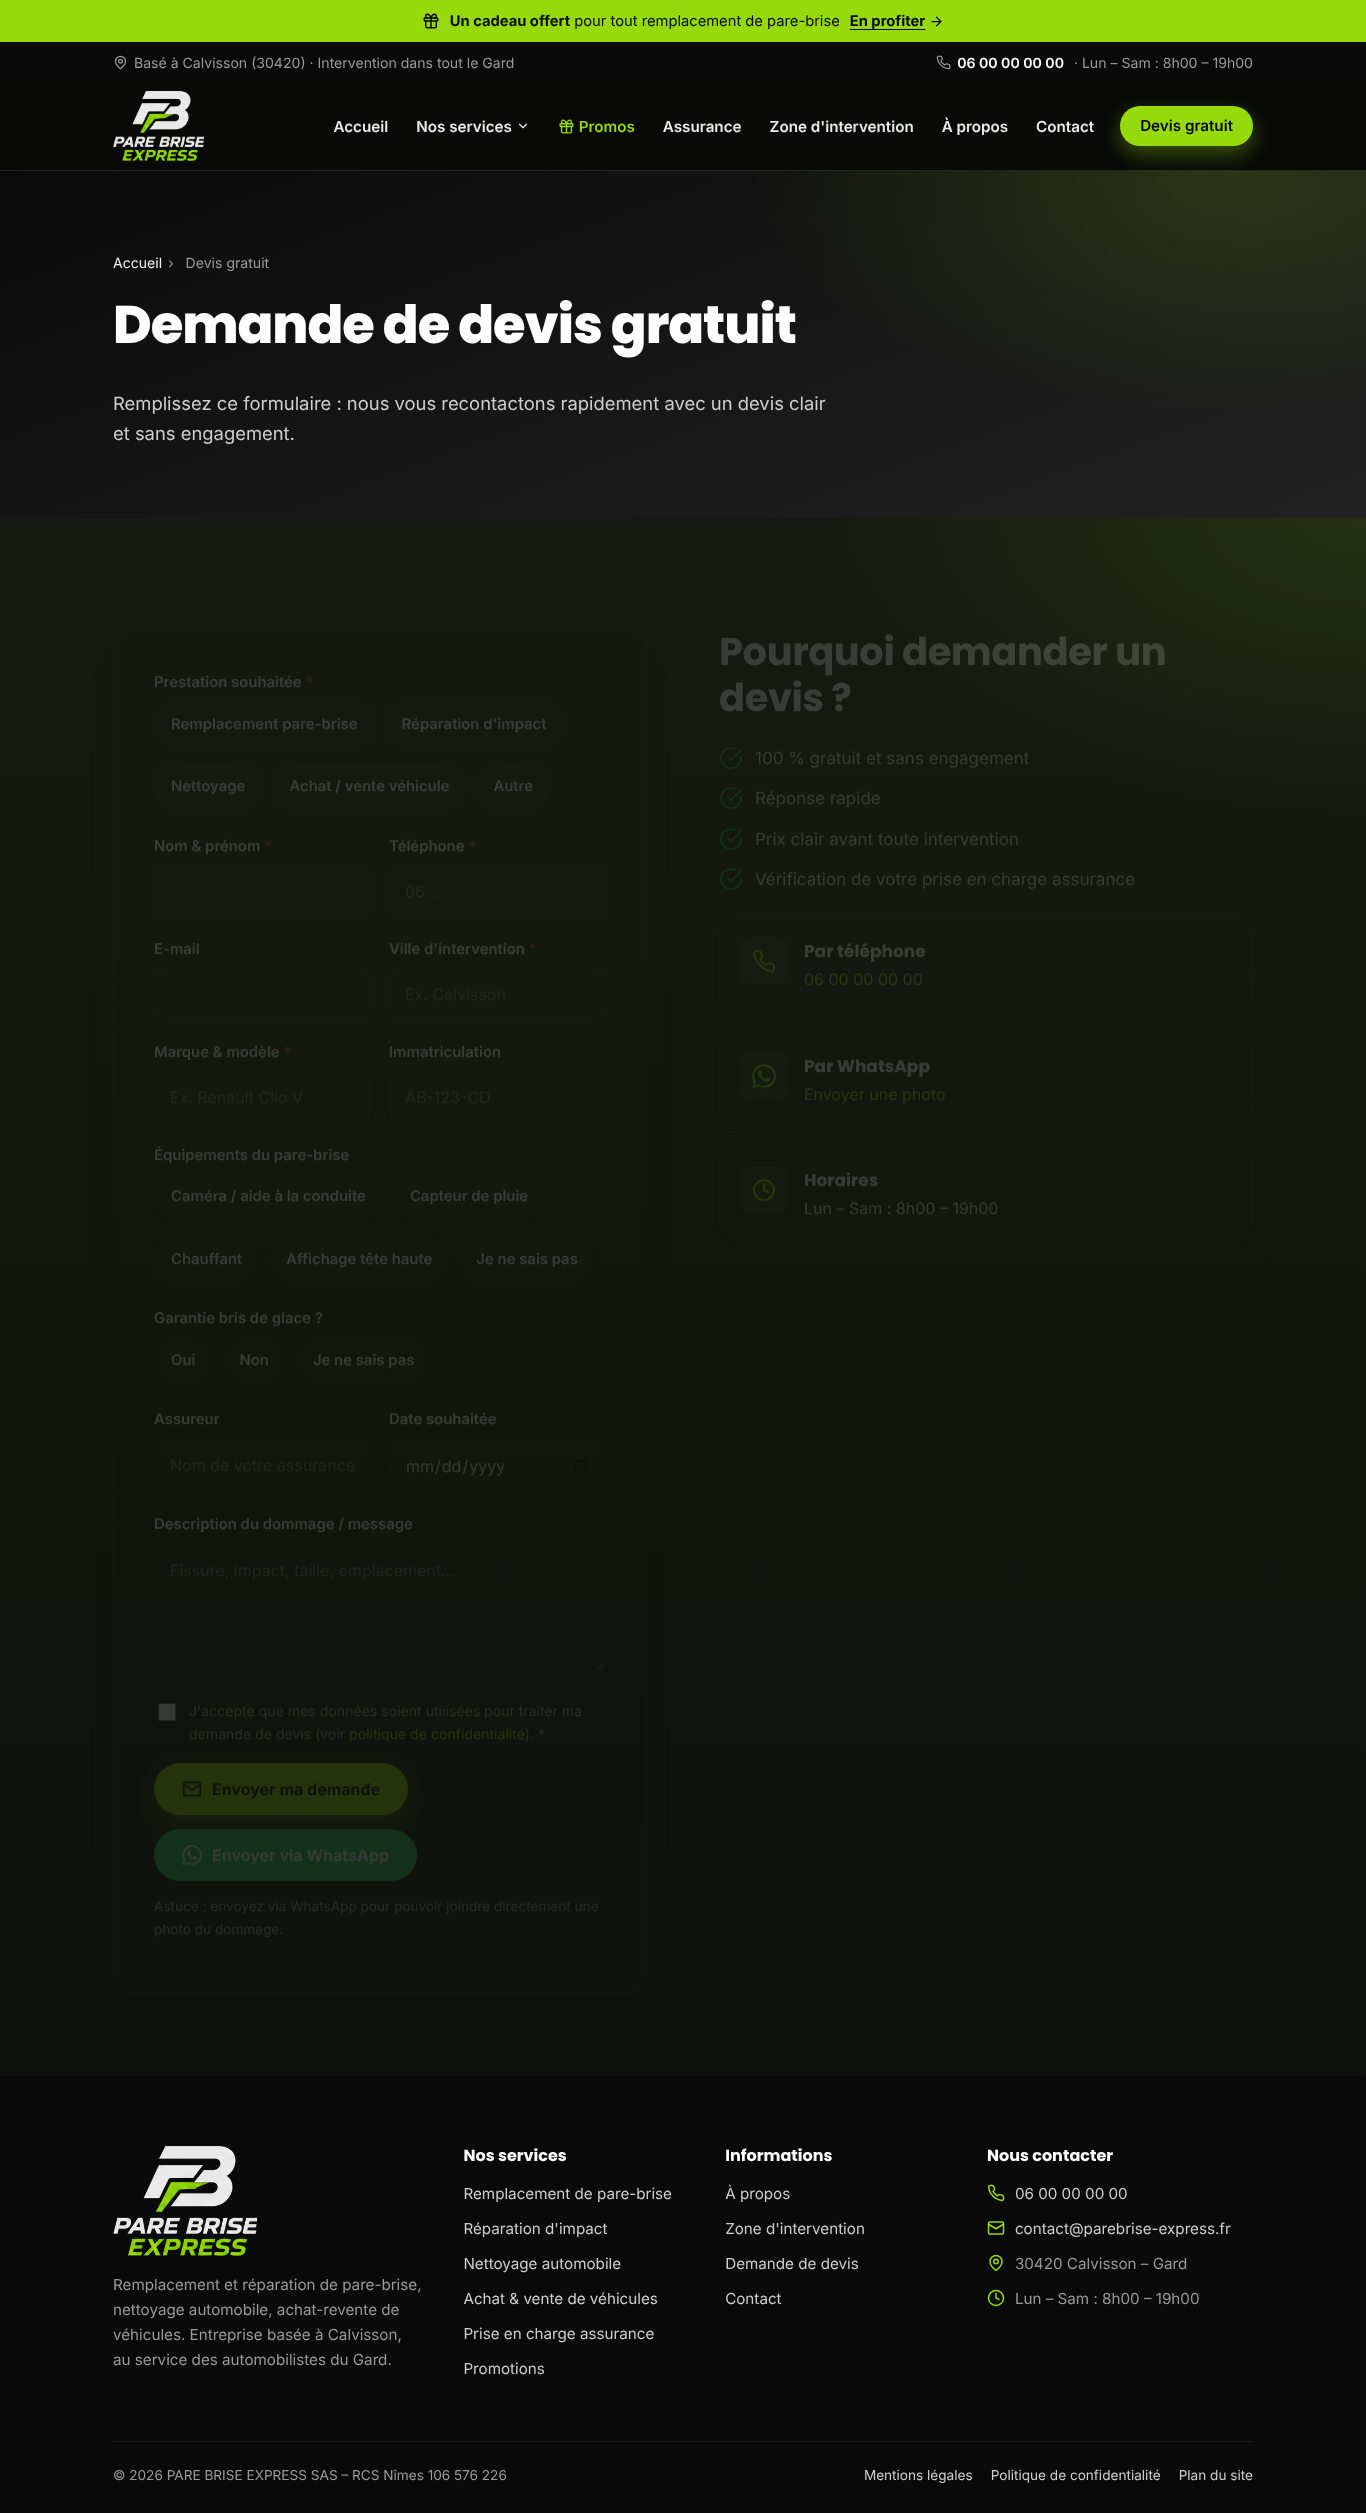 Un cadeau offert pour tout remplacement de pare-brise En profiter →
Basé à Calvisson (30420) · Intervention dans tout le Gard
06 00 00 00 00 · Lun – Sam : 8h00 – 19h00
PARE BRISE
EXPRESS
Accueil Nos services Promos Assurance Zone d'intervention À propos Contact Devis gratuit
Accueil › Devis gratuit
Demande de devis gratuit
Remplissez ce formulaire : nous vous recontactons rapidement avec un devis clair
et sans engagement.
Prestation souhaitée *
Remplacement pare-brise Réparation d'impact
Nettoyage Achat / vente véhicule Autre
Nom & prénom * Téléphone *
06 ...
E-mail Ville d'intervention *
Ex. Calvisson
Marque & modèle * Immatriculation
Ex. Renault Clio V AB-123-CD
Équipements du pare-brise
Caméra / aide à la conduite Capteur de pluie
Chauffant Affichage tête haute Je ne sais pas
Garantie bris de glace ?
Oui Non Je ne sais pas
Assureur Date souhaitée
Nom de votre assurance mm/dd/yyyy
Description du dommage / message
Fissure, impact, taille, emplacement...
J'accepte que mes données soient utilisées pour traiter ma
demande de devis (voir politique de confidentialité). *
Envoyer ma demande
Envoyer via WhatsApp
Astuce : envoyez via WhatsApp pour pouvoir joindre directement une
photo du dommage.
Pourquoi demander un
devis ?
100 % gratuit et sans engagement
Réponse rapide
Prix clair avant toute intervention
Vérification de votre prise en charge assurance
Par téléphone
06 00 00 00 00
Par WhatsApp
Envoyer une photo
Horaires
Lun – Sam : 8h00 – 19h00
PARE BRISE
EXPRESS
Remplacement et réparation de pare-brise,
nettoyage automobile, achat-revente de
véhicules. Entreprise basée à Calvisson,
au service des automobilistes du Gard.
Nos services
Remplacement de pare-brise
Réparation d'impact
Nettoyage automobile
Achat & vente de véhicules
Prise en charge assurance
Promotions
Informations
À propos
Zone d'intervention
Demande de devis
Contact
Nous contacter
06 00 00 00 00
contact@parebrise-express.fr
30420 Calvisson – Gard
Lun – Sam : 8h00 – 19h00
© 2026 PARE BRISE EXPRESS SAS – RCS Nîmes 106 576 226
Mentions légales Politique de confidentialité Plan du site